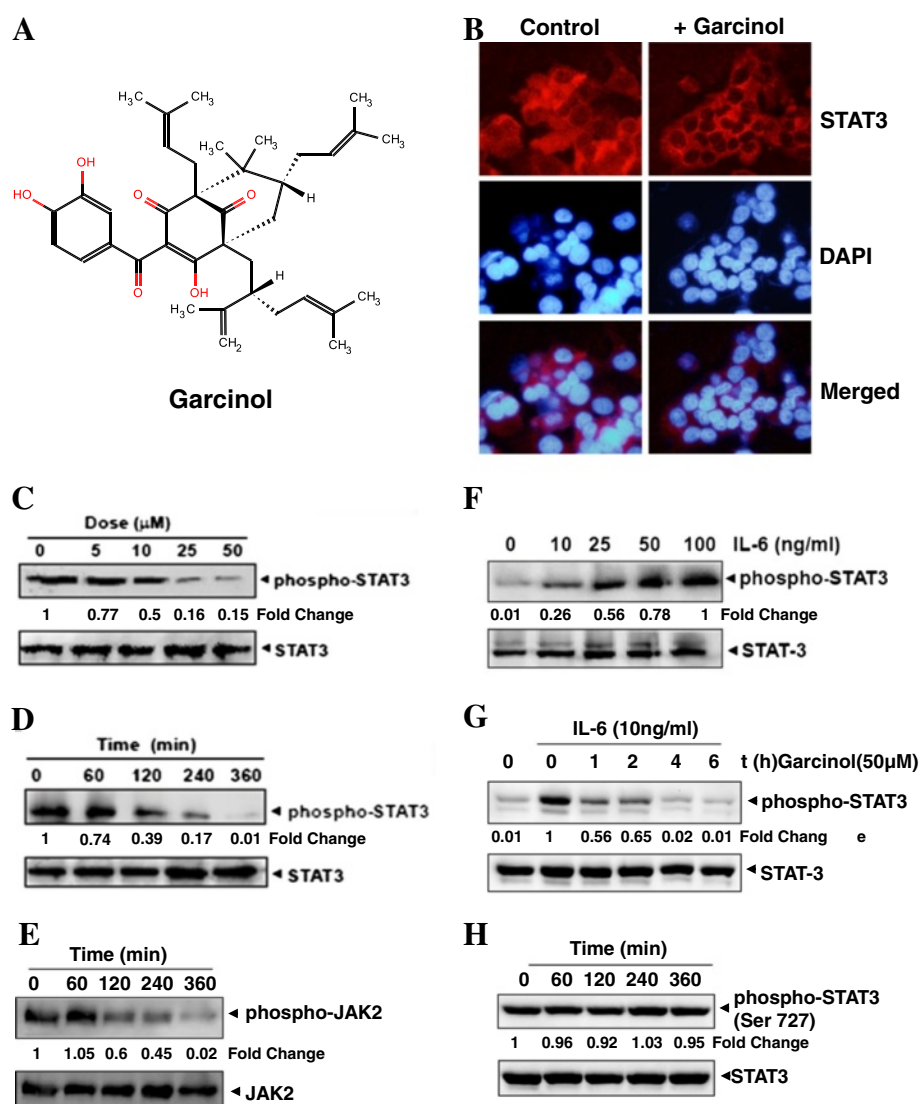 A
H₃C CH₃
CH₃
OH
HO
O
H₃C CH₃
CH₃
H
O
O
OH
H
H₃C
CH₂
CH₃
CH₃
Garcinol
B
Control + Garcinol
STAT3
DAPI
Merged
C
Dose (μM)
0 5 10 25 50
phospho-STAT3
1 0.77 0.5 0.16 0.15 Fold Change
STAT3
D
Time (min)
0 60 120 240 360
phospho-STAT3
1 0.74 0.39 0.17 0.01 Fold Change
STAT3
E
Time (min)
0 60 120 240 360
phospho-JAK2
1 1.05 0.6 0.45 0.02 Fold Change
JAK2
F
0 10 25 50 100 IL-6 (ng/ml)
phospho-STAT3
0.01 0.26 0.56 0.78 1 Fold Change
STAT-3
G
IL-6 (10ng/ml)
0 0 1 2 4 6 t (h)Garcinol(50μM)
phospho-STAT3
0.01 1 0.56 0.65 0.02 0.01 Fold Chang e
STAT-3
H
Time (min)
0 60 120 240 360
phospho-STAT3
(Ser 727)
1 0.96 0.92 1.03 0.95 Fold Change
STAT3